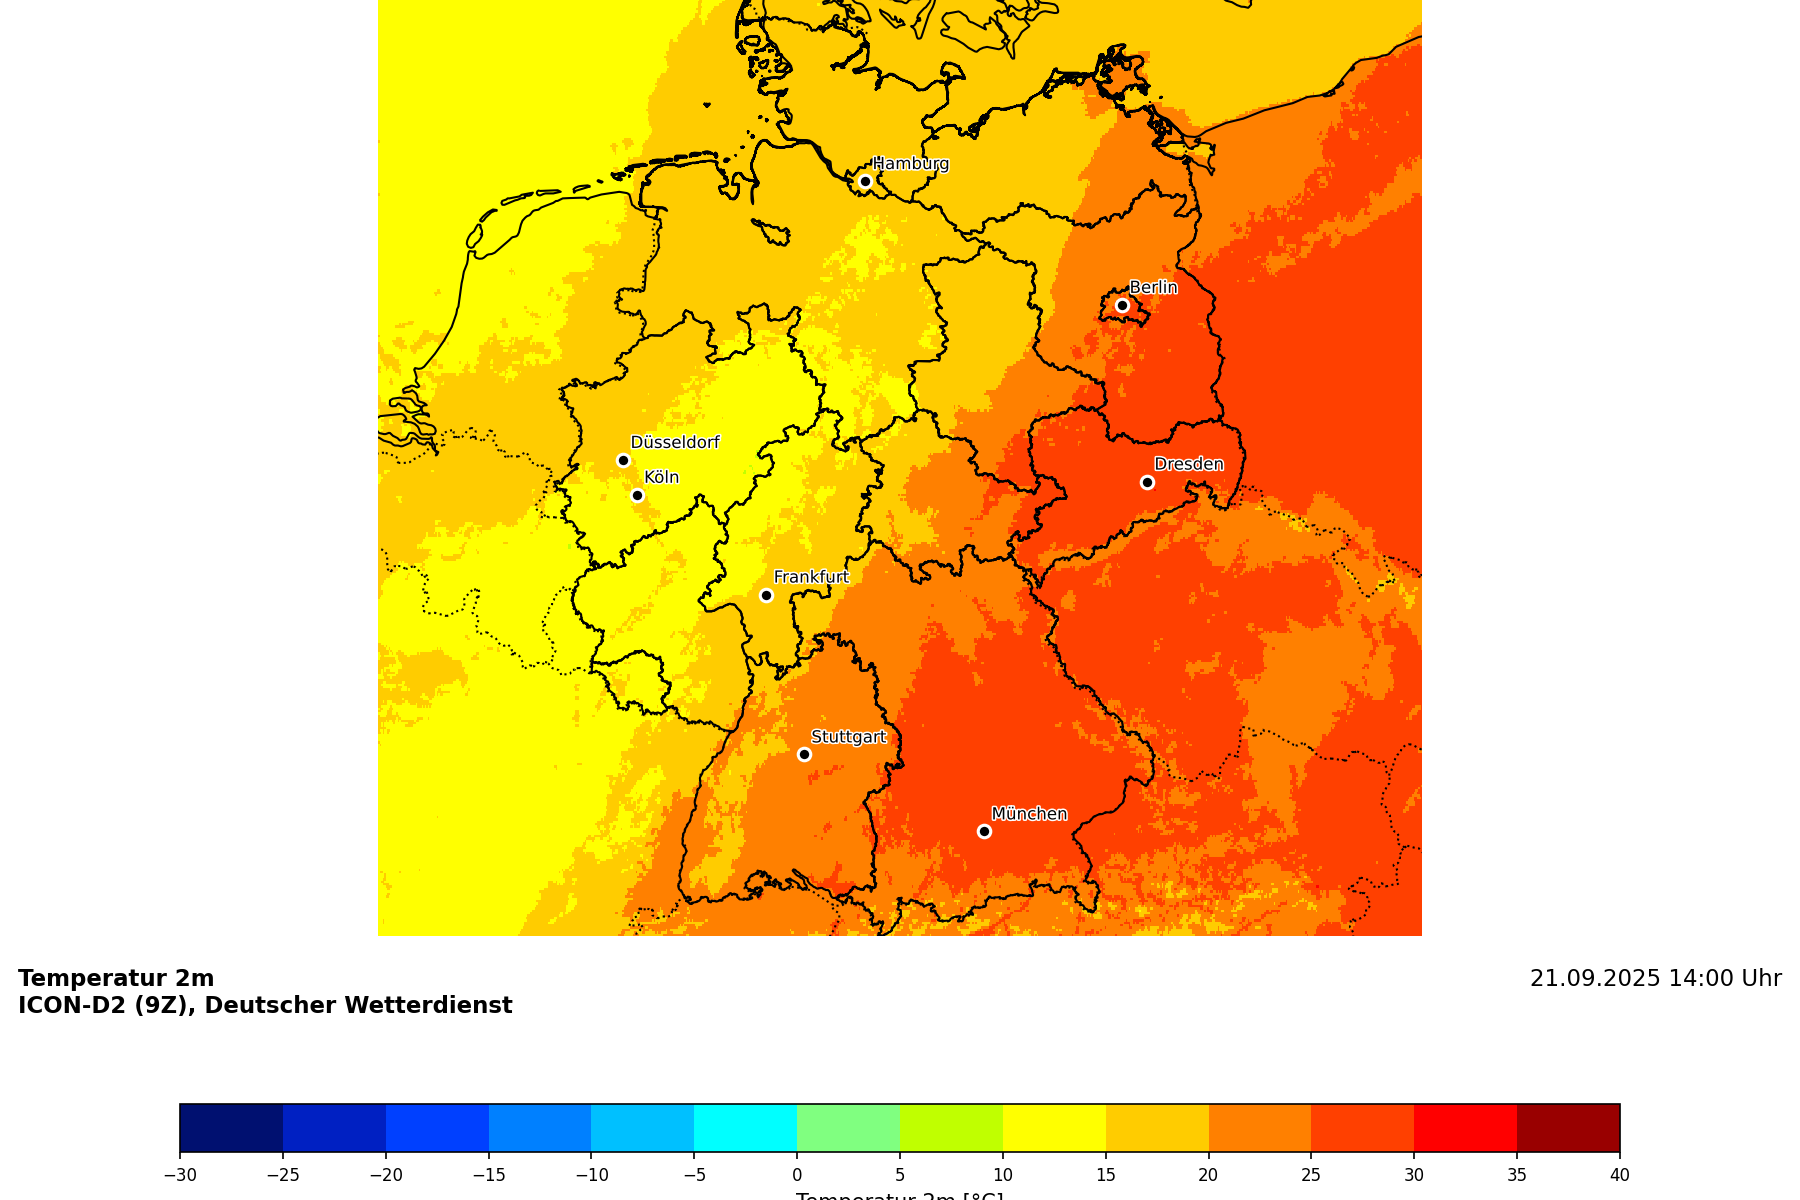 Hamburg
Berlin
Düsseldorf
Köln
Dresden
Frankfurt
Stuttgart
München
Temperatur 2m
ICON-D2 (9Z), Deutscher Wetterdienst
21.09.2025 14:00 Uhr
−30 −25 −20 −15 −10 −5 0 5 10 15 20 25 30 35 40
Temperatur 2m [°C]